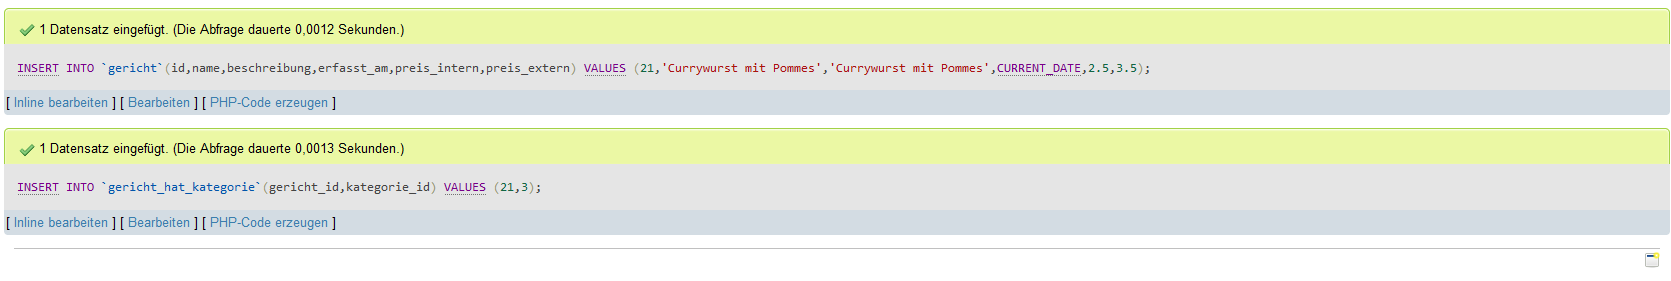 1 Datensatz eingefügt. (Die Abfrage dauerte 0,0012 Sekunden.)
INSERT INTO `gericht`(id,name,beschreibung,erfasst_am,preis_intern,preis_extern) VALUES (21,'Currywurst mit Pommes','Currywurst mit Pommes',CURRENT_DATE,2.5,3.5);
[ Inline bearbeiten ] [ Bearbeiten ] [ PHP-Code erzeugen ]
1 Datensatz eingefügt. (Die Abfrage dauerte 0,0013 Sekunden.)
INSERT INTO `gericht_hat_kategorie`(gericht_id,kategorie_id) VALUES (21,3);
[ Inline bearbeiten ] [ Bearbeiten ] [ PHP-Code erzeugen ]